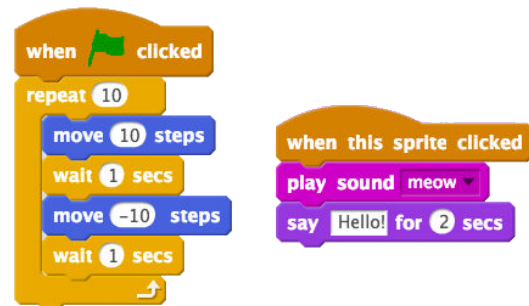 when clicked
repeat 10
move 10 steps
wait 1 secs
move -10 steps
wait 1 secs
when this sprite clicked
play sound meow
say Hello! for 2 secs